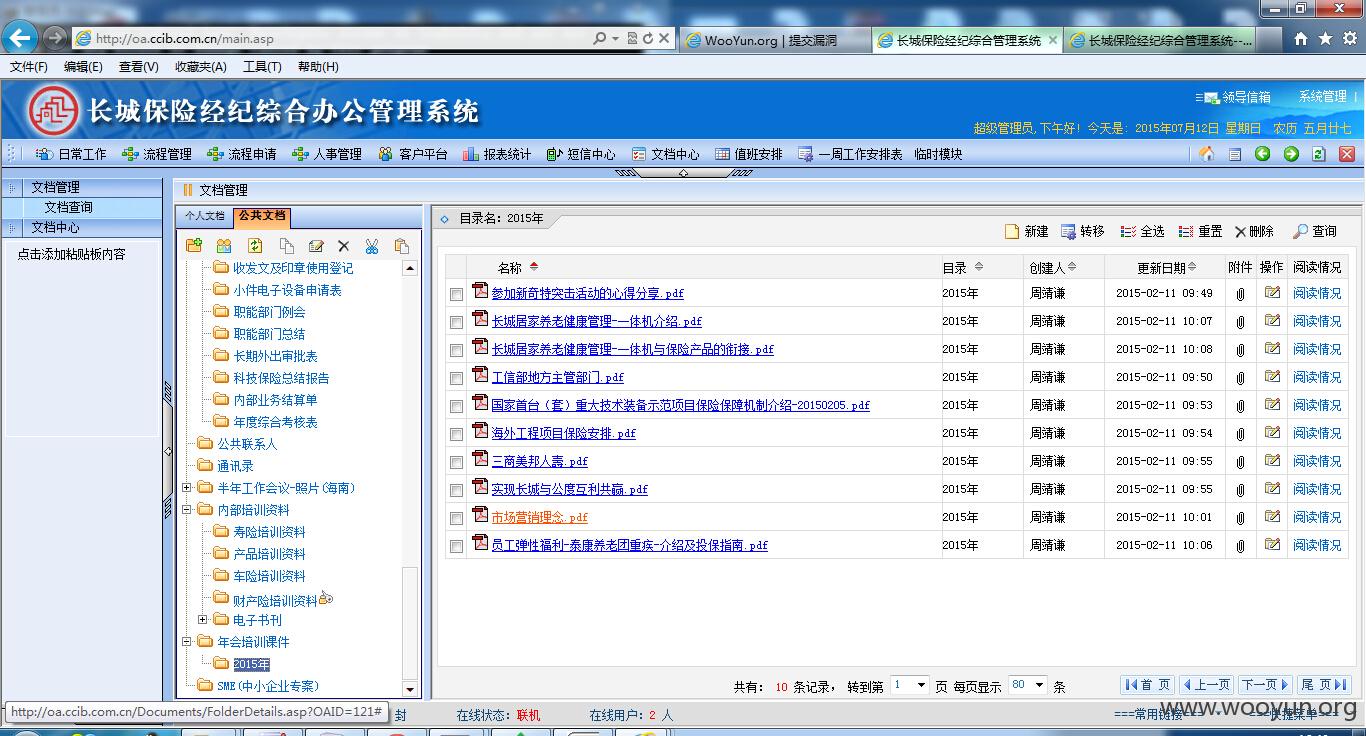 http://oa.ccib.com.cn/main.asp
WooYun.org | 提交漏洞
长城保险经纪综合管理系统
长城保险经纪综合管理系统--...
文件(F) 编辑(E) 查看(V) 收藏夹(A) 工具(T) 帮助(H)
长城保险经纪综合办公管理系统
领导信箱 系统管理
超级管理员,下午好！今天是：2015年07月12日 星期日 农历 五月廿七
日常工作 流程管理 流程申请 人事管理 客户平台 报表统计 短信中心 文档中心 值班安排 一周工作安排表 临时模块
文档管理
文档查询
文档中心
点击添加粘贴板内容
文档管理
个人文档 公共文档
收发文及印章使用登记
小件电子设备申请表
职能部门例会
职能部门总结
长期外出审批表
科技保险总结报告
内部业务结算单
年度综合考核表
公共联系人
通讯录
半年工作会议-照片(海南)
内部培训资料
寿险培训资料
产品培训资料
车险培训资料
财产险培训资料
电子书刊
年会培训课件
2015年
SME(中小企业专案)
目录名：2015年
新建 转移 全选 重置 删除 查询
名称 目录 创建人 更新日期 附件 操作 阅读情况
参加新奇特突击活动的心得分享.pdf 2015年 周靖谦 2015-02-11 09:49 阅读情况
长城居家养老健康管理-一体机介绍.pdf 2015年 周靖谦 2015-02-11 10:07 阅读情况
长城居家养老健康管理-一体机与保险产品的衔接.pdf 2015年 周靖谦 2015-02-11 10:08 阅读情况
工信部地方主管部门.pdf 2015年 周靖谦 2015-02-11 09:50 阅读情况
国家首台（套）重大技术装备示范项目保险保障机制介绍-20150205.pdf 2015年 周靖谦 2015-02-11 09:53 阅读情况
海外工程项目保险安排.pdf 2015年 周靖谦 2015-02-11 09:54 阅读情况
三商美邦人壽.pdf 2015年 周靖谦 2015-02-11 09:55 阅读情况
实现长城与公度互利共赢.pdf 2015年 周靖谦 2015-02-11 09:55 阅读情况
市场营销理念.pdf 2015年 周靖谦 2015-02-11 10:01 阅读情况
员工弹性福利-泰康养老团重疾-介绍及投保指南.pdf 2015年 周靖谦 2015-02-11 10:06 阅读情况
共有： 10 条记录， 转到第 1 页 每页显示 80 条 首 页 上一页 下一页 尾 页
http://oa.ccib.com.cn/Documents/FolderDetails.asp?OAID=121#
封 在线状态：联机 在线用户：2 人
===常用链接===
www.wooyun.org